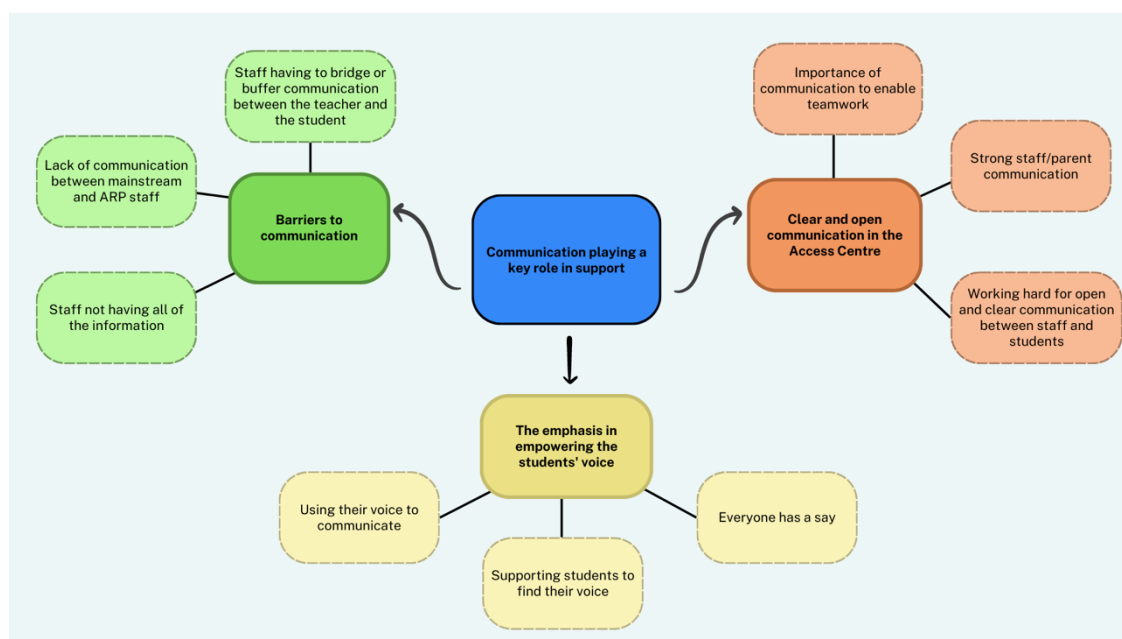 Staff having to bridge or
buffer communication
between the teacher and
the student
Lack of communication
between mainstream
and ARP staff
Barriers to
communication
Staff not having all of
the information
Communication playing a
key role in support
Importance of
communication to enable
teamwork
Strong staff/parent
communication
Clear and open
communication in the
Access Centre
Working hard for open
and clear communication
between staff and
students
The emphasis in
empowering the
students' voice
Using their voice to
communicate
Supporting students to
find their voice
Everyone has a say